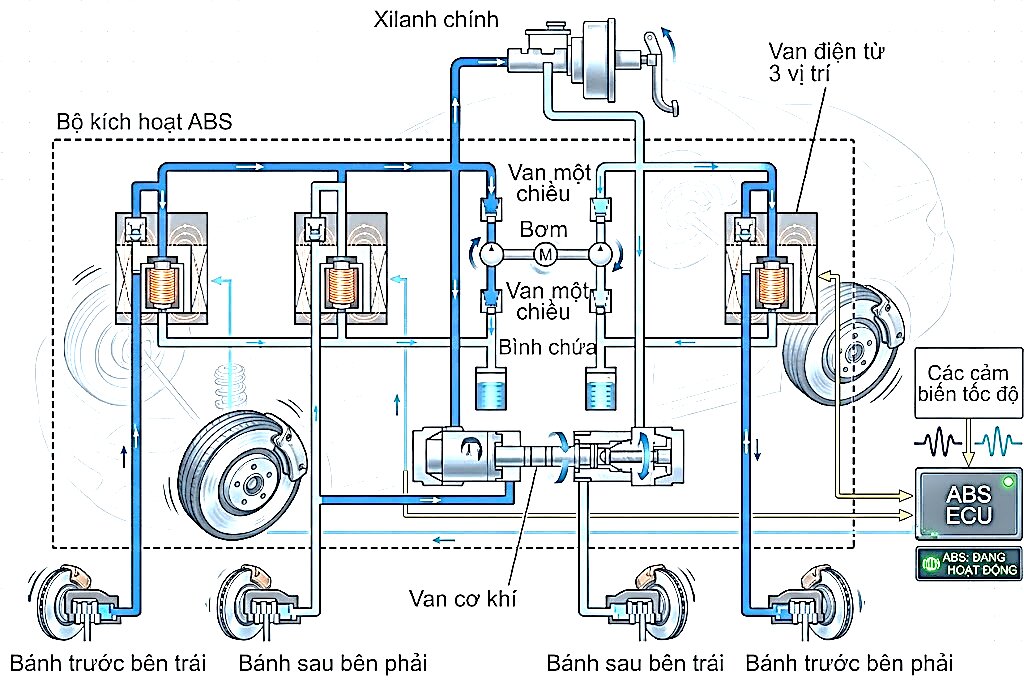 Xilanh chính
Van điện từ
3 vị trí
Bộ kích hoạt ABS
Van một
chiều
Bơm
M
Van một
chiều
Bình chứa
Các cảm
biến tốc độ
ABS
ECU
ABS: ĐANG
HOẠT ĐỘNG
Van cơ khí
Bánh trước bên trái
Bánh sau bên phải
Bánh sau bên trái
Bánh trước bên phải